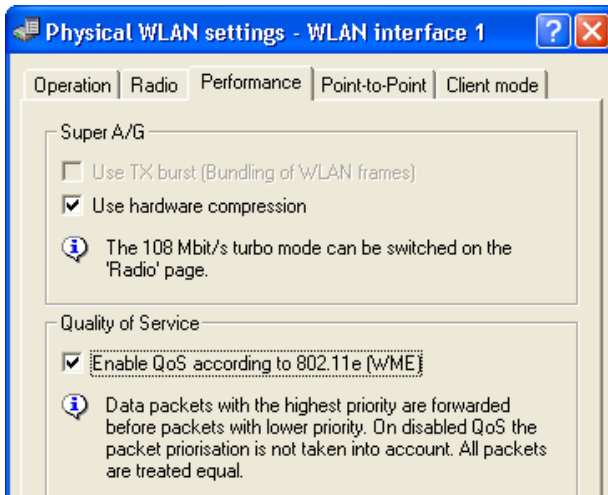 Physical WLAN settings - WLAN interface 1
Operation Radio Performance Point-to-Point Client mode
Super A/G
Use TX burst (Bundling of WLAN frames)
Use hardware compression
The 108 Mbit/s turbo mode can be switched on the
'Radio' page.
Quality of Service
Enable QoS according to 802.11e (WME)
Data packets with the highest priority are forwarded
before packets with lower priority. On disabled QoS the
packet priorisation is not taken into account. All packets
are treated equal.